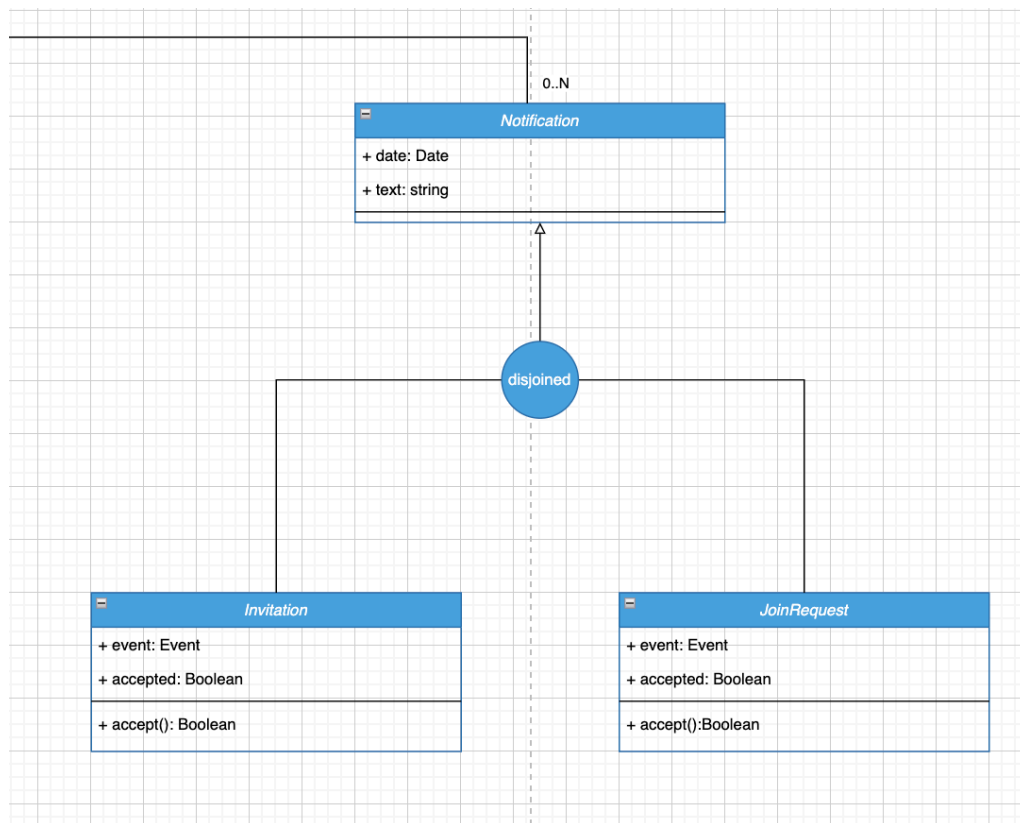 0..N
Notification
+ date: Date
+ text: string
disjoined
Invitation
+ event: Event
+ accepted: Boolean
+ accept(): Boolean
JoinRequest
+ event: Event
+ accepted: Boolean
+ accept():Boolean